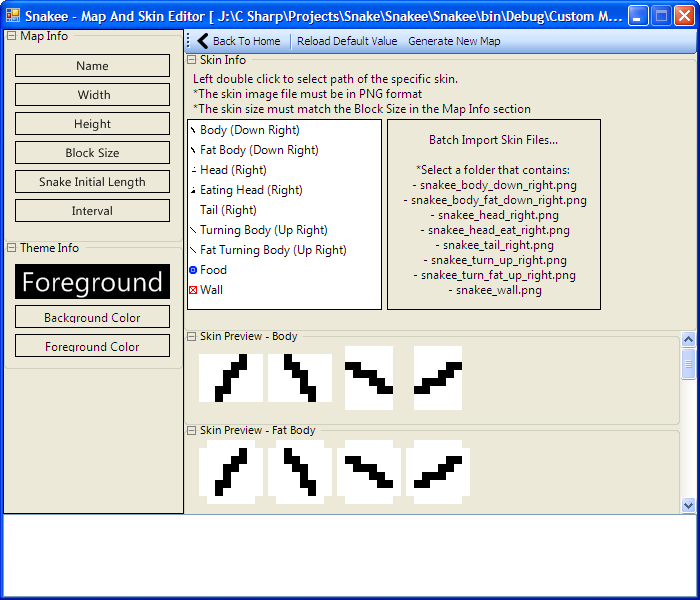 Snakee - Map And Skin Editor [ J:\C Sharp\Projects\Snake\Snakee\Snakee\bin\Debug\Custom M...
Map Info
Name
Width
Height
Block Size
Snake Initial Length
Interval
Theme Info
Foreground
Background Color
Foreground Color
Back To Home
Reload Default Value
Generate New Map
Skin Info
Left double click to select path of the specific skin.
*The skin image file must be in PNG format
*The skin size must match the Block Size in the Map Info section
Body (Down Right)
Fat Body (Down Right)
Head (Right)
Eating Head (Right)
Tail (Right)
Turning Body (Up Right)
Fat Turning Body (Up Right)
Food
Wall
Batch Import Skin Files...
*Select a folder that contains:
- snakee_body_down_right.png
- snakee_body_fat_down_right.png
- snakee_head_right.png
- snakee_head_eat_right.png
- snakee_tail_right.png
- snakee_turn_up_right.png
- snakee_turn_fat_up_right.png
- snakee_wall.png
Skin Preview - Body
Skin Preview - Fat Body